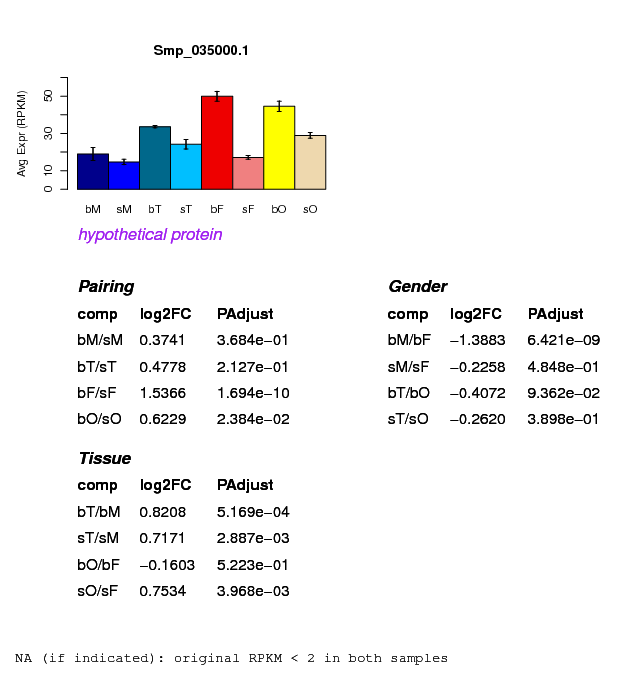 Smp_035000.1
Avg Expr (RPKM)
50
30
10
0
bM sM bT sT bF sF bO sO
hypothetical protein
Pairing
comp log2FC PAdjust
bM/sM 0.3741 3.684e−01
bT/sT 0.4778 2.127e−01
bF/sF 1.5366 1.694e−10
bO/sO 0.6229 2.384e−02
Gender
comp log2FC PAdjust
bM/bF −1.3883 6.421e−09
sM/sF −0.2258 4.848e−01
bT/bO −0.4072 9.362e−02
sT/sO −0.2620 3.898e−01
Tissue
comp log2FC PAdjust
bT/bM 0.8208 5.169e−04
sT/sM 0.7171 2.887e−03
bO/bF −0.1603 5.223e−01
sO/sF 0.7534 3.968e−03
NA (if indicated): original RPKM < 2 in both samples